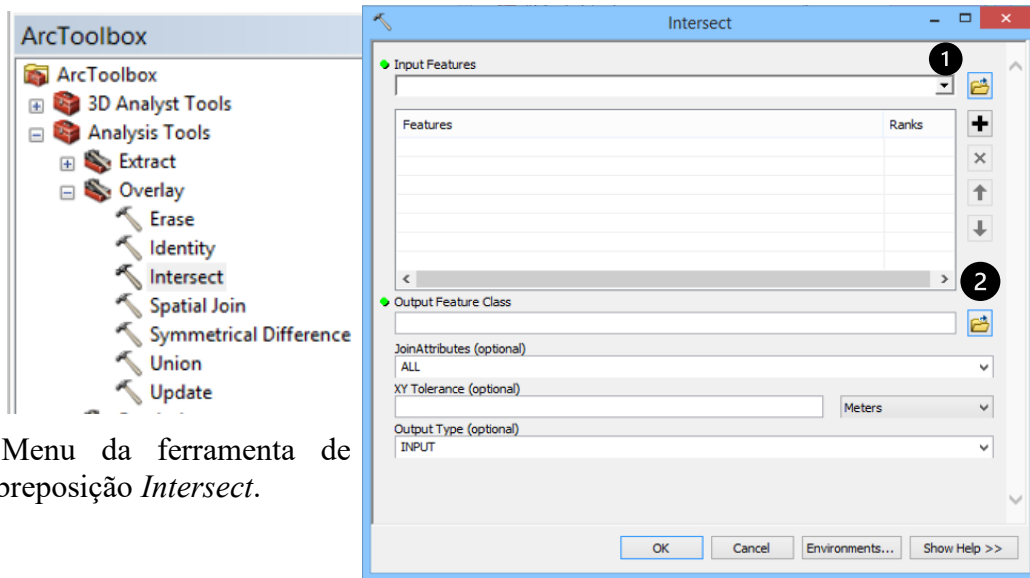 ArcToolbox
ArcToolbox
3D Analyst Tools
Analysis Tools
Extract
Overlay
Erase
Identity
Intersect
Spatial Join
Symmetrical Difference
Union
Update
Menu da ferramenta de
preposição Intersect.
Intersect
1
Input Features
Features Ranks
2
Output Feature Class
JoinAttributes (optional)
ALL
XY Tolerance (optional)
Meters
Output Type (optional)
INPUT
OK Cancel Environments... Show Help >>